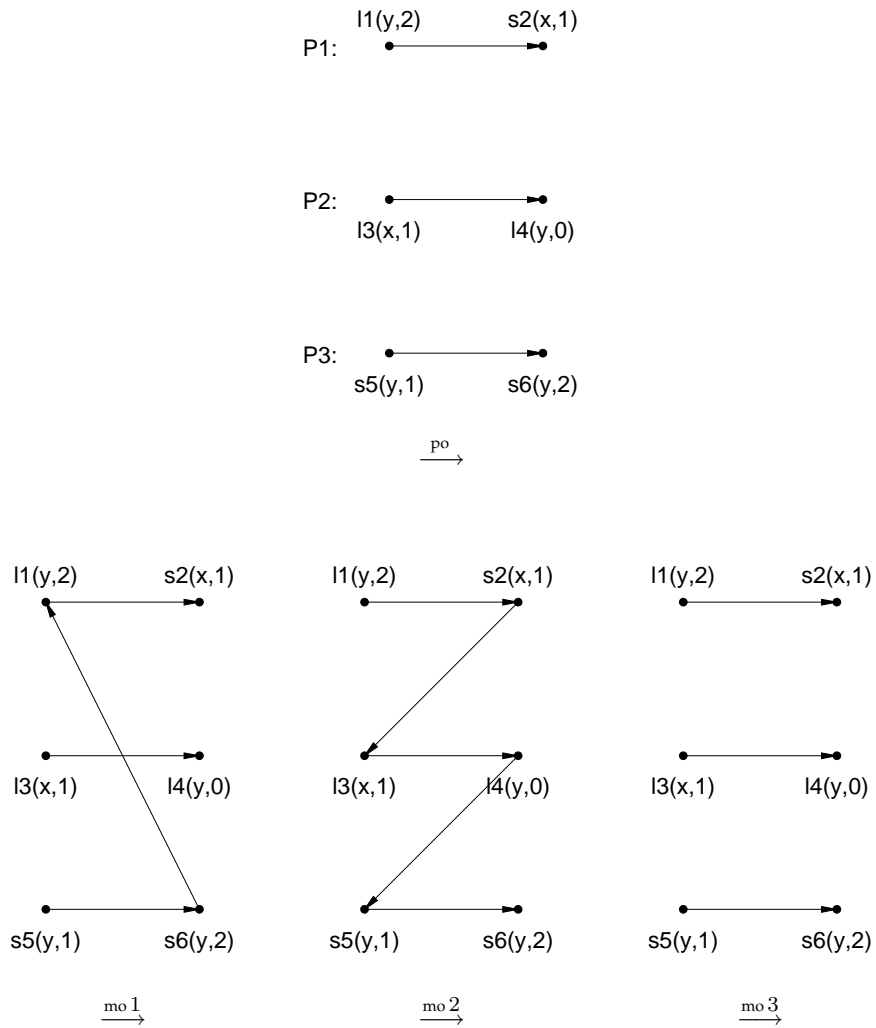 l1(y,2) s2(x,1)
P1:
P2:
l3(x,1) l4(y,0)
P3:
s5(y,1) s6(y,2)
po
l1(y,2) s2(x,1) l1(y,2) s2(x,1) l1(y,2) s2(x,1)
l3(x,1) l4(y,0) l3(x,1) l4(y,0) l3(x,1) l4(y,0)
s5(y,1) s6(y,2) s5(y,1) s6(y,2) s5(y,1) s6(y,2)
mo 1 mo 2 mo 3